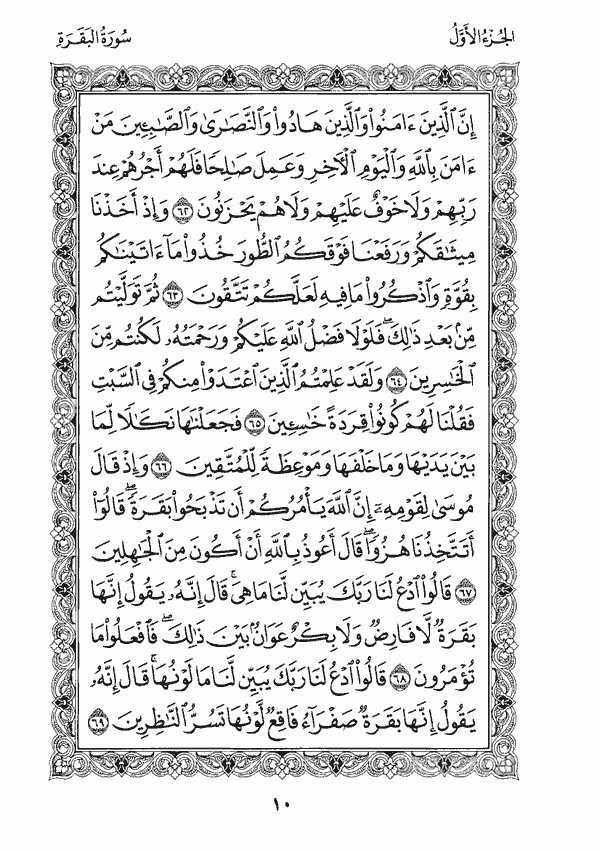 الجُزْءُ الأَوَّلُ
سُورَةُ البَقَرَةِ
إِنَّ ٱلَّذِينَ ءَامَنُوا۟ وَٱلَّذِينَ هَادُوا۟ وَٱلنَّصَـٰرَىٰ وَٱلصَّـٰبِـِٔينَ مَنْ
ءَامَنَ بِٱللَّهِ وَٱلْيَوْمِ ٱلْـَٔاخِرِ وَعَمِلَ صَـٰلِحًا فَلَهُمْ أَجْرُهُمْ عِندَ
رَبِّهِمْ وَلَا خَوْفٌ عَلَيْهِمْ وَلَا هُمْ يَحْزَنُونَ ٦٢ وَإِذْ أَخَذْنَا
مِيثَـٰقَكُمْ وَرَفَعْنَا فَوْقَكُمُ ٱلطُّورَ خُذُوا۟ مَآ ءَاتَيْنَـٰكُم
بِقُوَّةٍ وَٱذْكُرُوا۟ مَا فِيهِ لَعَلَّكُمْ تَتَّقُونَ ٦٣ ثُمَّ تَوَلَّيْتُم
مِّنۢ بَعْدِ ذَٰلِكَ ۖ فَلَوْلَا فَضْلُ ٱللَّهِ عَلَيْكُمْ وَرَحْمَتُهُۥ لَكُنتُم مِّنَ
ٱلْخَـٰسِرِينَ ٦٤ وَلَقَدْ عَلِمْتُمُ ٱلَّذِينَ ٱعْتَدَوْا۟ مِنكُمْ فِى ٱلسَّبْتِ
فَقُلْنَا لَهُمْ كُونُوا۟ قِرَدَةً خَـٰسِـِٔينَ ٦٥ فَجَعَلْنَـٰهَا نَكَـٰلًا لِّمَا
بَيْنَ يَدَيْهَا وَمَا خَلْفَهَا وَمَوْعِظَةً لِّلْمُتَّقِينَ ٦٦ وَإِذْ قَالَ
مُوسَىٰ لِقَوْمِهِۦٓ إِنَّ ٱللَّهَ يَأْمُرُكُمْ أَن تَذْبَحُوا۟ بَقَرَةً ۖ قَالُوٓا۟
أَتَتَّخِذُنَا هُزُوًا ۖ قَالَ أَعُوذُ بِٱللَّهِ أَنْ أَكُونَ مِنَ ٱلْجَـٰهِلِينَ
٦٧ قَالُوا۟ ٱدْعُ لَنَا رَبَّكَ يُبَيِّن لَّنَا مَا هِىَ ۚ قَالَ إِنَّهُۥ يَقُولُ إِنَّهَا
بَقَرَةٌ لَّا فَارِضٌ وَلَا بِكْرٌ عَوَانٌۢ بَيْنَ ذَٰلِكَ ۖ فَٱفْعَلُوا۟ مَا
تُؤْمَرُونَ ٦٨ قَالُوا۟ ٱدْعُ لَنَا رَبَّكَ يُبَيِّن لَّنَا مَا لَوْنُهَا ۚ قَالَ إِنَّهُۥ
يَقُولُ إِنَّهَا بَقَرَةٌ صَفْرَآءُ فَاقِعٌ لَّوْنُهَا تَسُرُّ ٱلنَّـٰظِرِينَ ٦٩
١٠